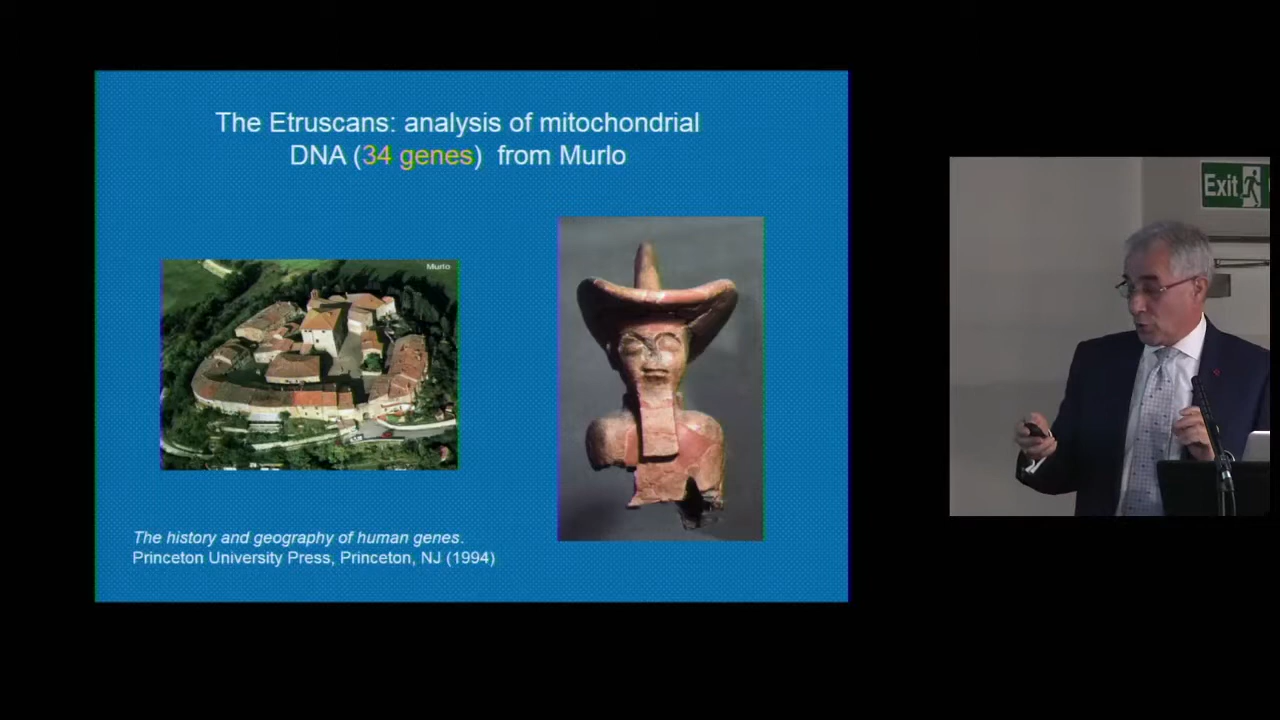 The Etruscans: analysis of mitochondrial
DNA (34 genes) from Murlo
Murlo
The history and geography of human genes.
Princeton University Press, Princeton, NJ (1994)
Exit